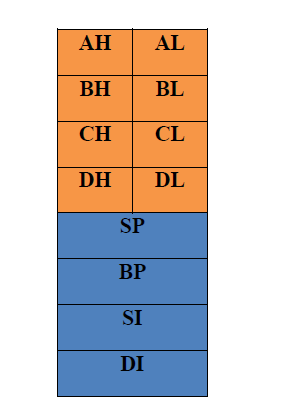 AH AL
BH BL
CH CL
DH DL
SP
BP
SI
DI